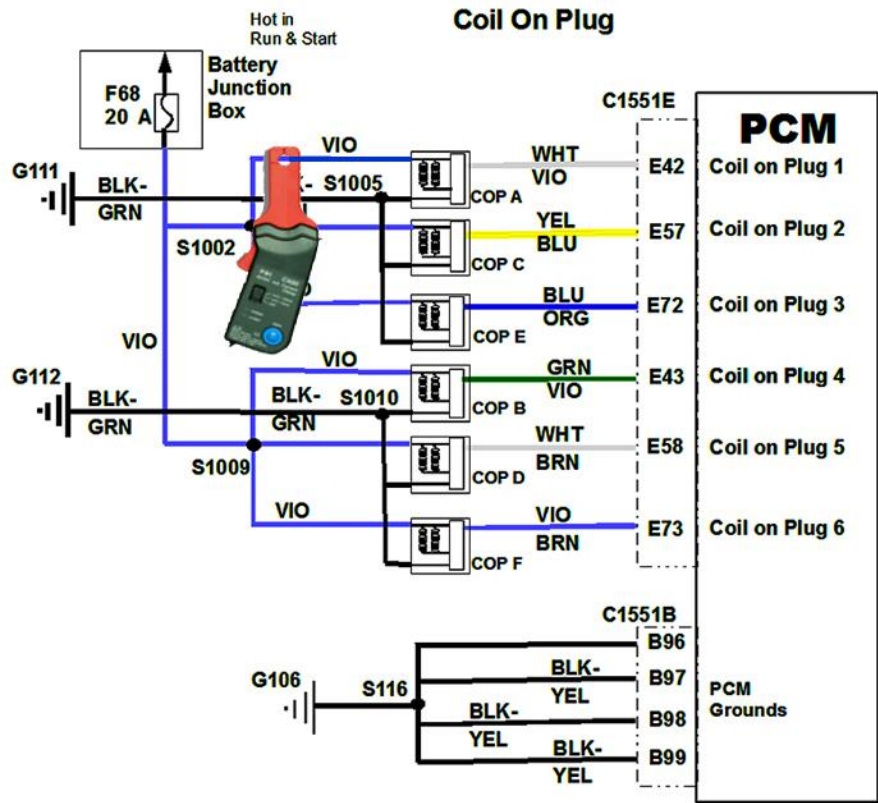 Coil On Plug
Hot in
Run & Start
Battery
Junction
Box
F68
20 A
C1551E
PCM
VIO
WHT
VIO
E42
Coil on Plug 1
G111
BLK-
GRN
S1005
COP A
YEL
BLU
E57
Coil on Plug 2
S1002
COP C
BLU
ORG
E72
Coil on Plug 3
COP E
VIO
VIO
GRN
VIO
E43
Coil on Plug 4
G112
BLK-
GRN
BLK-
GRN
S1010
COP B
WHT
BRN
E58
Coil on Plug 5
S1009
COP D
VIO
VIO
BRN
E73
Coil on Plug 6
COP F
C1551B
B96
G106
S116
BLK-
YEL
B97
PCM
Grounds
BLK-
YEL
B98
BLK-
YEL
B99